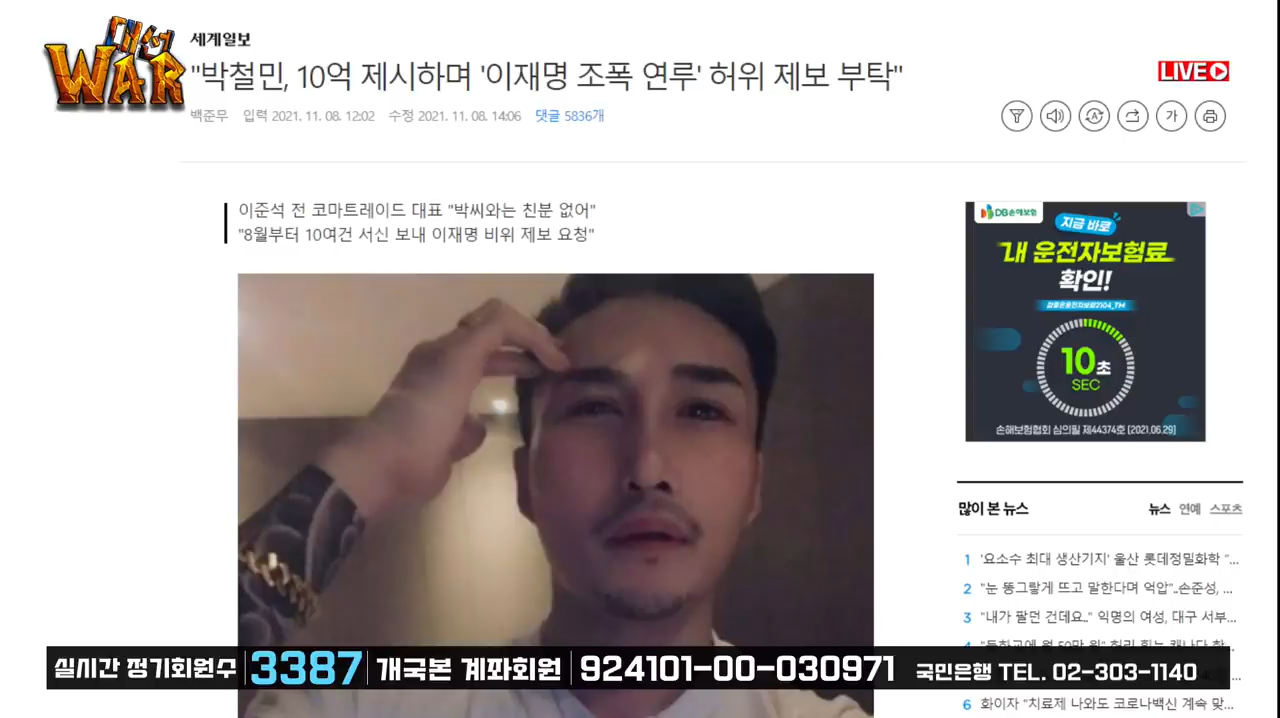 대선
WAR
세계일보
"박철민, 10억 제시하며 '이재명 조폭 연루' 허위 제보 부탁"
LIVE
백준무 입력 2021. 11. 08. 12:02 수정 2021. 11. 08. 14:06 댓글 5836개
가
이준석 전 코마트레이드 대표 "박씨와는 친분 없어"
"8월부터 10여건 서신 보내 이재명 비위 제보 요청"
DB손해보험
지금 바로
내 운전자보험료
확인!
10초
SEC
손해보험협회 심의필 제44374호 [2021.06.29]
많이 본 뉴스 뉴스 연예 스포츠
1 '요소수 최대 생산기지' 울산 롯데정밀화학 "...
2 "눈 똥그랗게 뜨고 말한다며 억압"..손준성, ...
3 "내가 팔던 건데요.." 익명의 여성, 대구 서부...
실시간 정기회원수 3387 개국본 계좌회원 924101-00-030971 국민은행 TEL. 02-303-1140
6 화이자 "치료제 나와도 코로나백신 계속 맞...